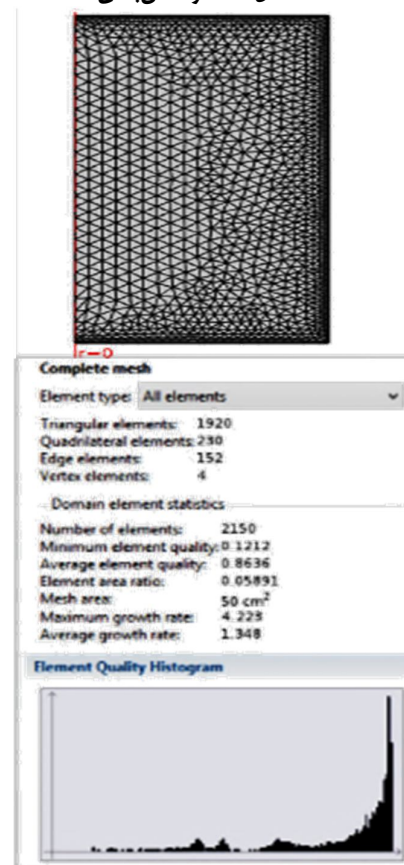 r=0
Complete mesh
Element type: All elements
Triangular elements: 1920
Quadrilateral elements: 230
Edge elements: 152
Vertex elements: 4
Domain element statistics
Number of elements: 2150
Minimum element quality: 0.1212
Average element quality: 0.8636
Element area ratio: 0.05891
Mesh area: 50 cm²
Maximum growth rate: 4.223
Average growth rate: 1.348
Element Quality Histogram